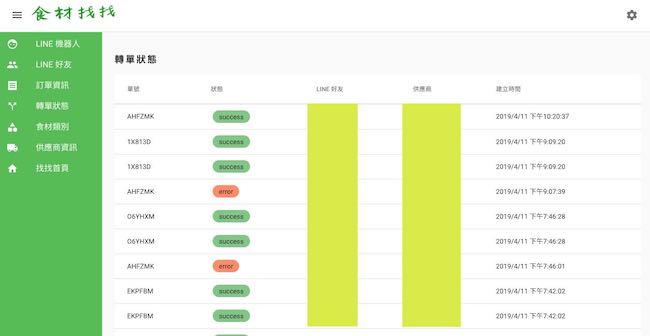 食材找找
LINE 機器人
LINE 好友
訂單資訊
轉單狀態
食材類別
供應商資訊
找找首頁
轉單狀態
單號 狀態 LINE 好友 供應商 建立時間
AHFZMK success 2019/4/11 下午10:20:37
1X813D success 2019/4/11 下午9:09:20
1X813D success 2019/4/11 下午9:09:20
AHFZMK error 2019/4/11 下午9:07:39
O6YHXM success 2019/4/11 下午7:46:28
O6YHXM success 2019/4/11 下午7:46:28
AHFZMK error 2019/4/11 下午7:46:01
EKPFBM success 2019/4/11 下午7:42:02
EKPFBM success 2019/4/11 下午7:42:02